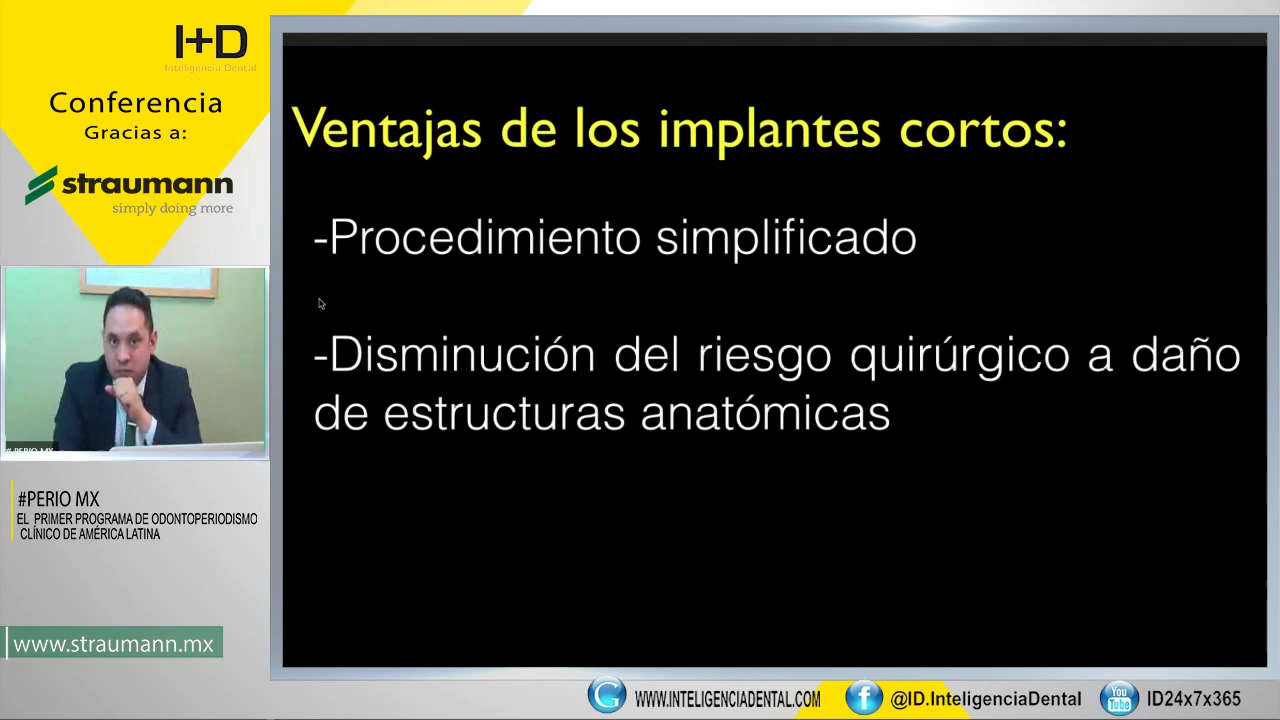 I+D
Inteligencia Dental
Conferencia
Gracias a:
straumann
simply doing more
Ventajas de los implantes cortos:
-Procedimiento simplificado
-Disminución del riesgo quirúrgico a daño
de estructuras anatómicas
# PERIO MX
#PERIO MX
EL PRIMER PROGRAMA DE ODONTOPERIODISMO
CLÍNICO DE AMÉRICA LATINA
www.straumann.mx
WWW.INTELIGENCIADENTAL.COM
@ID.InteligenciaDental
You
Tube
ID24x7x365